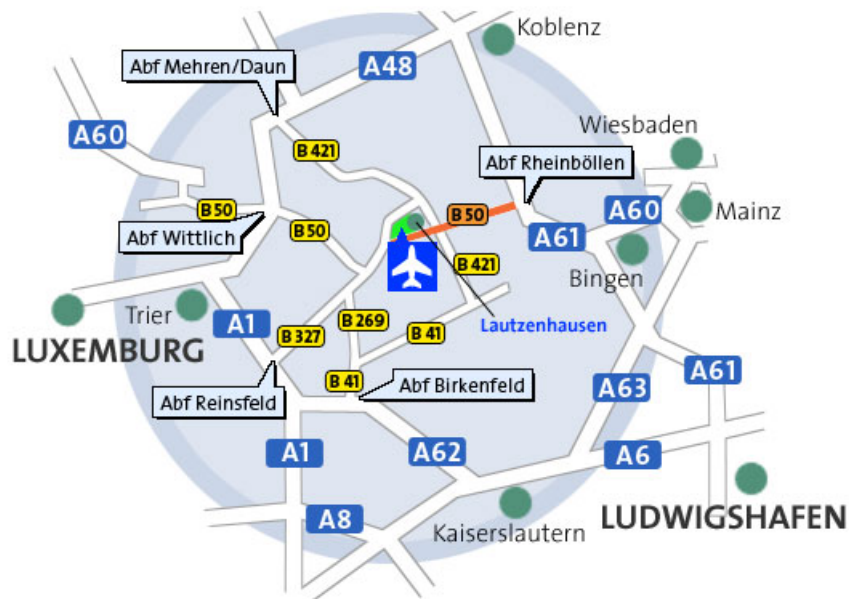 Koblenz
Abf Mehren/Daun
A48
A60
Wiesbaden
B 421
Abf Rheinböllen
B 50
B 50
A60
Mainz
Abf Wittlich
B 50
A61
Bingen
B 421
Trier
A1
B 269
Lautzenhausen
LUXEMBURG
B 327
B 41
Abf Reinsfeld
B 41
Abf Birkenfeld
A63
A61
A1
A62
A6
A8
Kaiserslautern
LUDWIGSHAFEN